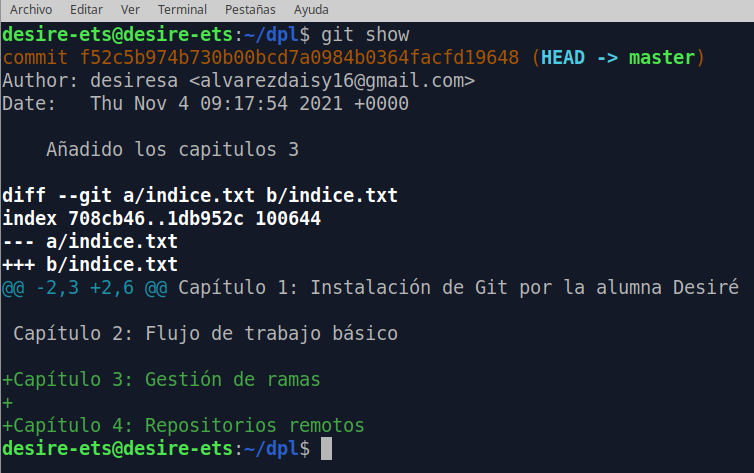 Archivo Editar Ver Terminal Pestañas Ayuda
desire-ets@desire-ets:~/dpl$ git show
commit f52c5b974b730b00bcd7a0984b0364facfd19648 (HEAD -> master)
Author: desiresa <alvarezdaisy16@gmail.com>
Date:   Thu Nov 4 09:17:54 2021 +0000
    Añadido los capitulos 3
diff --git a/indice.txt b/indice.txt
index 708cb46..1db952c 100644
--- a/indice.txt
+++ b/indice.txt
@@ -2,3 +2,6 @@ Capítulo 1: Instalación de Git por la alumna Desiré
 Capítulo 2: Flujo de trabajo básico
+Capítulo 3: Gestión de ramas
+
+Capítulo 4: Repositorios remotos
desire-ets@desire-ets:~/dpl$